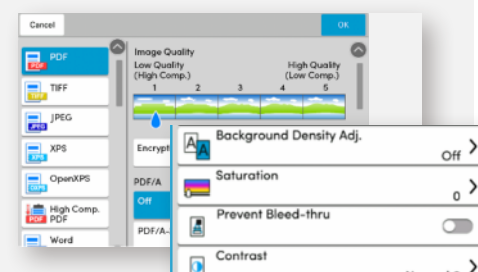 Cancel
OK
PDF
PDF
TIFF
TIFF
JPEG
JPEG
XPS
XPS
OpenXPS
OXPS
High Comp.
PDF
PDF
Word
Image Quality
Low Quality
(High Comp.)
High Quality
(Low Comp.)
1 2 3 4 5
Encrypt
PDF/A
Off
PDF/A-
Background Density Adj.
Off
Saturation
0
Prevent Bleed-thru
Contrast